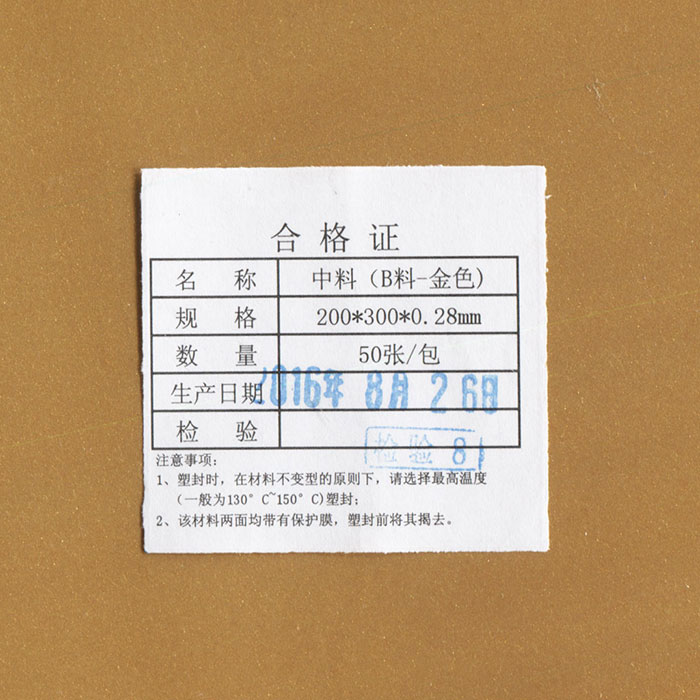 合格证
名称 中料（B料-金色)
规格 200*300*0.28mm
数量 50张/包
生产日期 2016年 8月 26日
检验 检验 8
注意事项:
1、塑封时，在材料不变型的原则下，请选择最高温度
(一般为130°C~150°C)塑封;
2、该材料两面均带有保护膜，塑封前将其揭去。